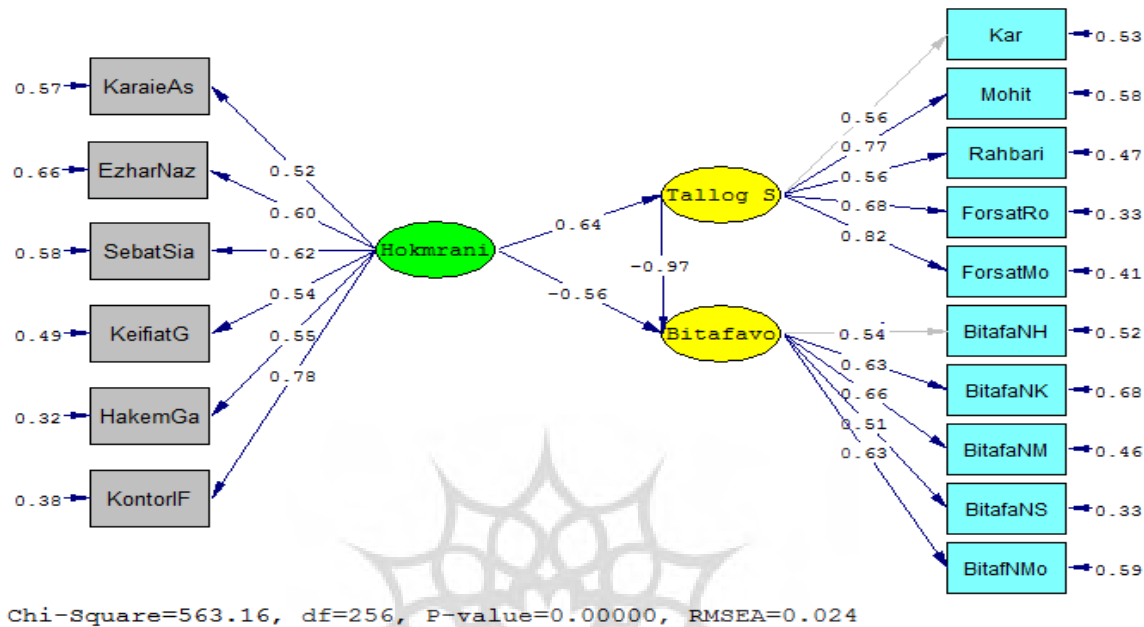 0.57
KaraieAs
0.66
EzharNaz
0.58
SebatSia
0.49
KeifiatG
0.32
HakemGa
0.38
KontorlF
0.52
0.60
0.62
0.54
0.55
0.78
Hokmrani
0.64
-0.56
Tallog S
-0.97
Bitafavo
0.56
0.77
0.56
0.68
0.82
0.54
0.63
0.66
0.51
0.63
Kar
0.53
Mohit
0.58
Rahbari
0.47
ForsatRo
0.33
ForsatMo
0.41
BitafaNH
0.52
BitafaNK
0.68
BitafaNM
0.46
BitafaNS
0.33
BitafNMo
0.59
Chi-Square=563.16, df=256, P-value=0.00000, RMSEA=0.024